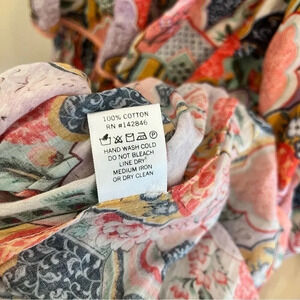 100% COTTON
RN #142846
HAND WASH COLD
DO NOT BLEACH
LINE DRY
MEDIUM IRON
OR DRY CLEAN